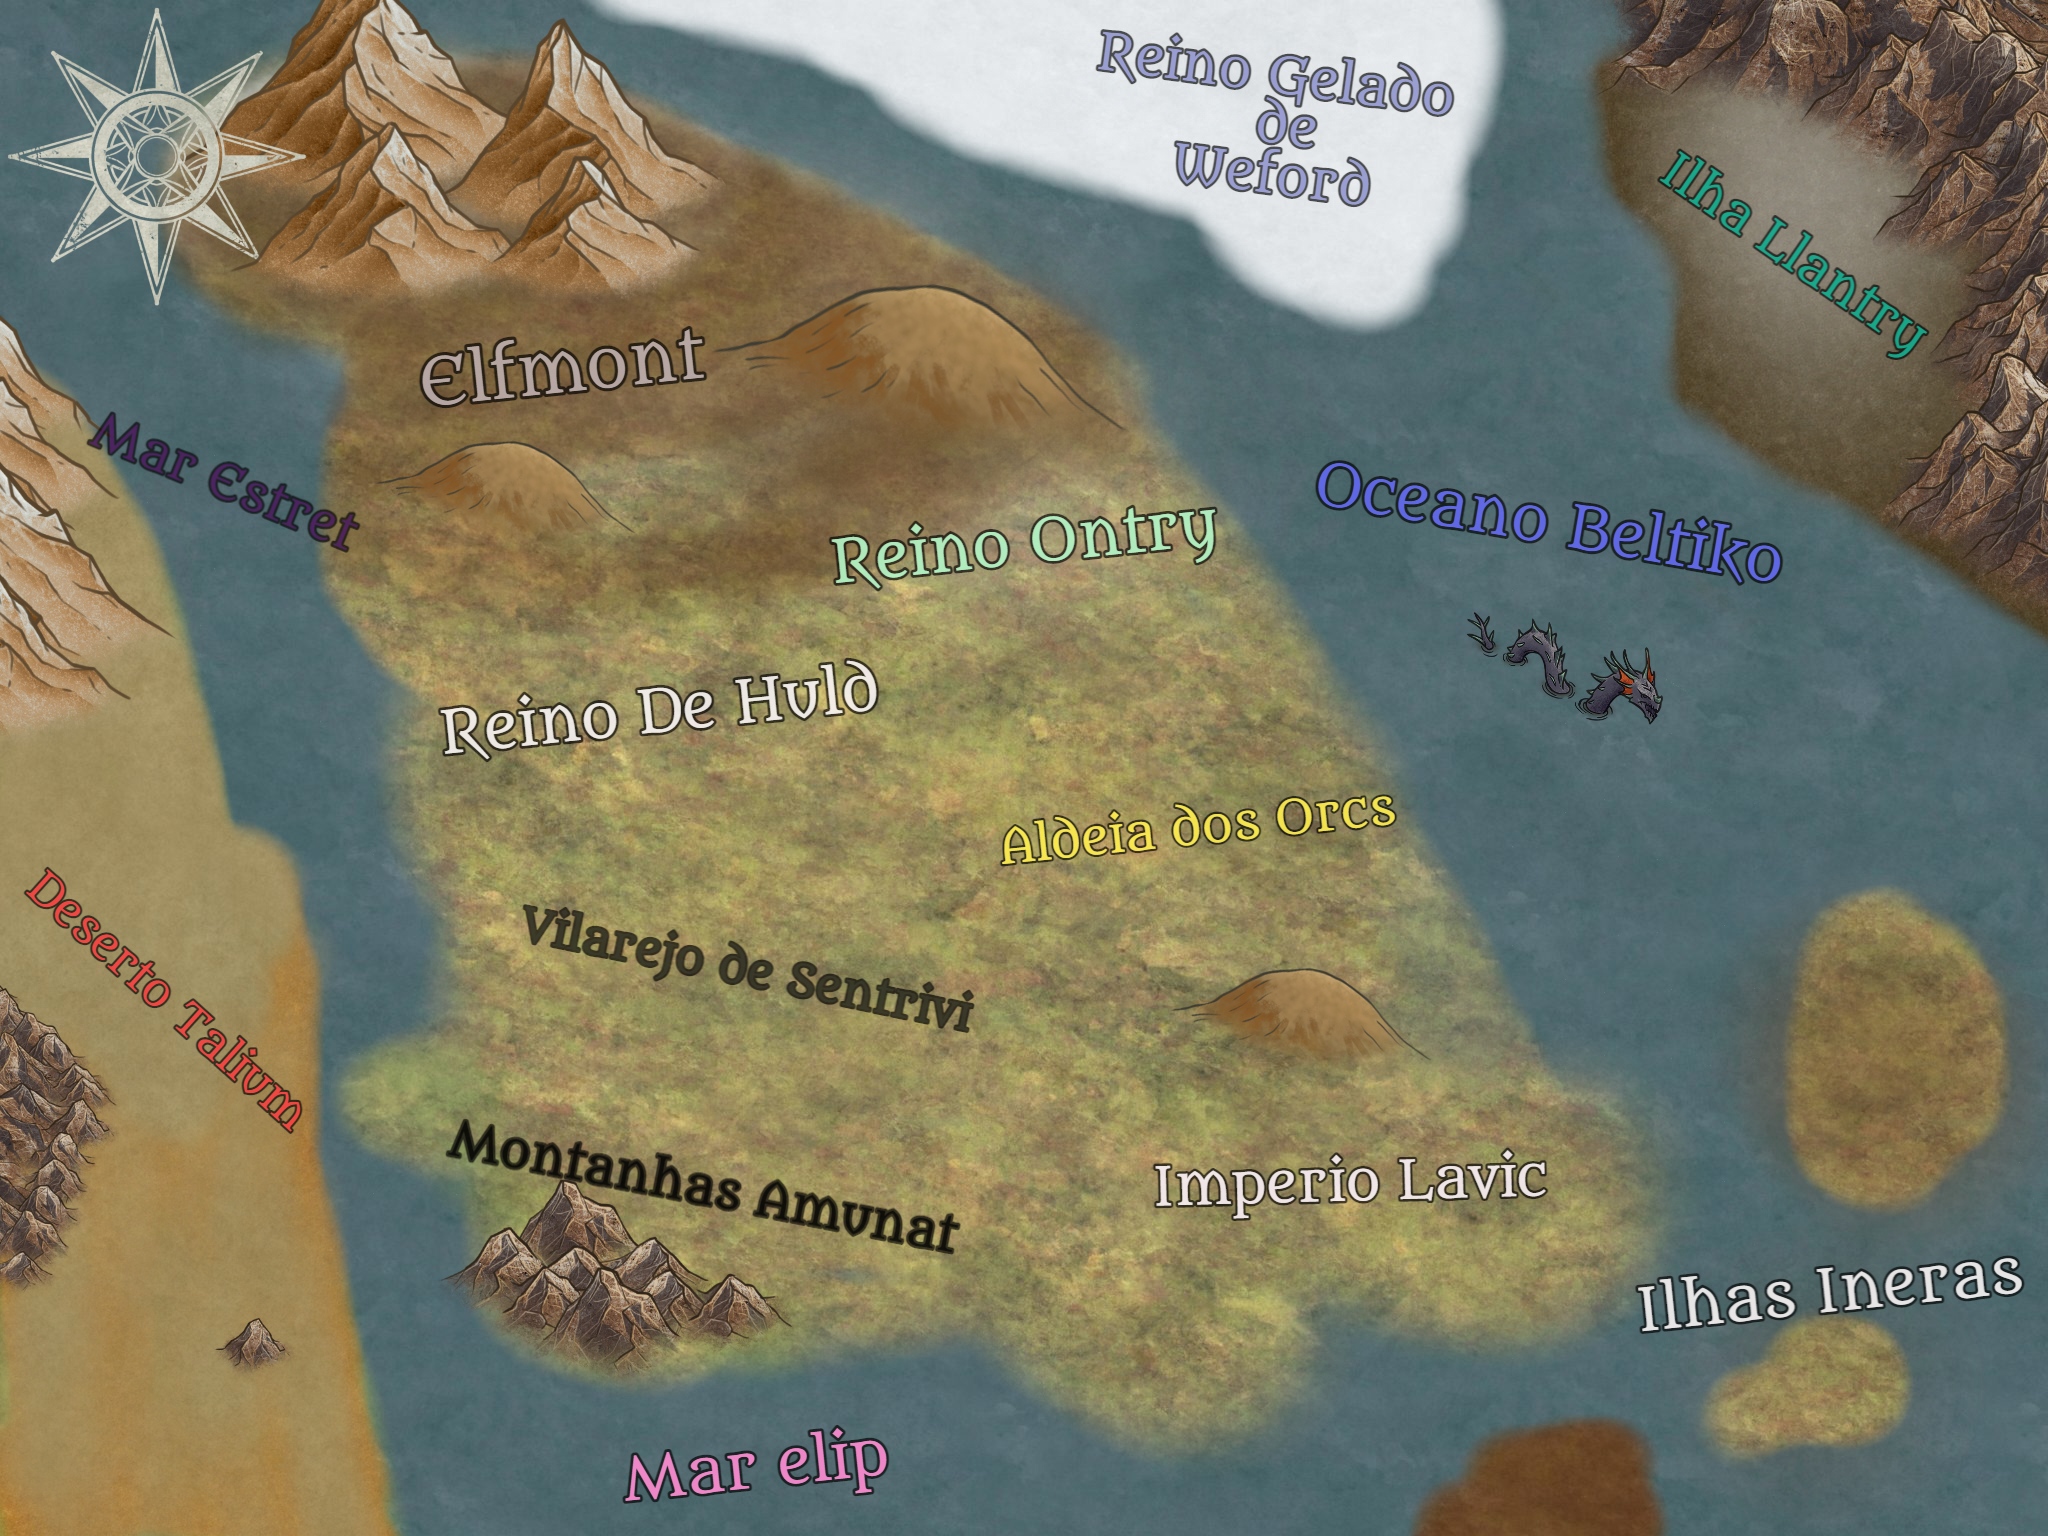 Reino Gelado
de
Weford
Ilha Llantry
Elfmont
Mar Estret
Oceano Beltiko
Reino Ontry
Reino De Huld
Aldeia dos Orcs
Deserto Talium
Vilarejo de Sentrivi
Montanhas Amunat
Imperio Lavic
Ilhas Ineras
Mar elip